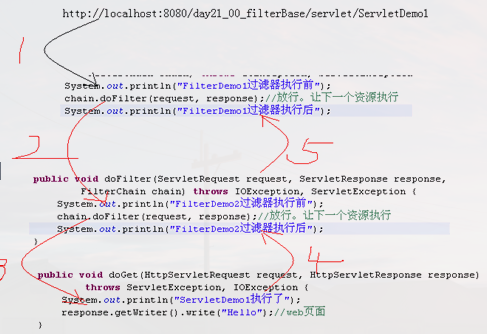 http://localhost:8080/day21_00_filterBase/servlet/ServletDemo1
1
System.out.println("FilterDemo1过滤器执行前");
chain.doFilter(request, response);//放行。让下一个资源执行
System.out.println("FilterDemo1过滤器执行后");
2
5
public void doFilter(ServletRequest request, ServletResponse response,
FilterChain chain) throws IOException, ServletException {
System.out.println("FilterDemo2过滤器执行前");
chain.doFilter(request, response);//放行。让下一个资源执行
System.out.println("FilterDemo2过滤器执行后");
}
3
4
public void doGet(HttpServletRequest request, HttpServletResponse response)
throws ServletException, IOException {
System.out.println("ServletDemo1执行了");
response.getWriter().write("Hello");//web页面
}